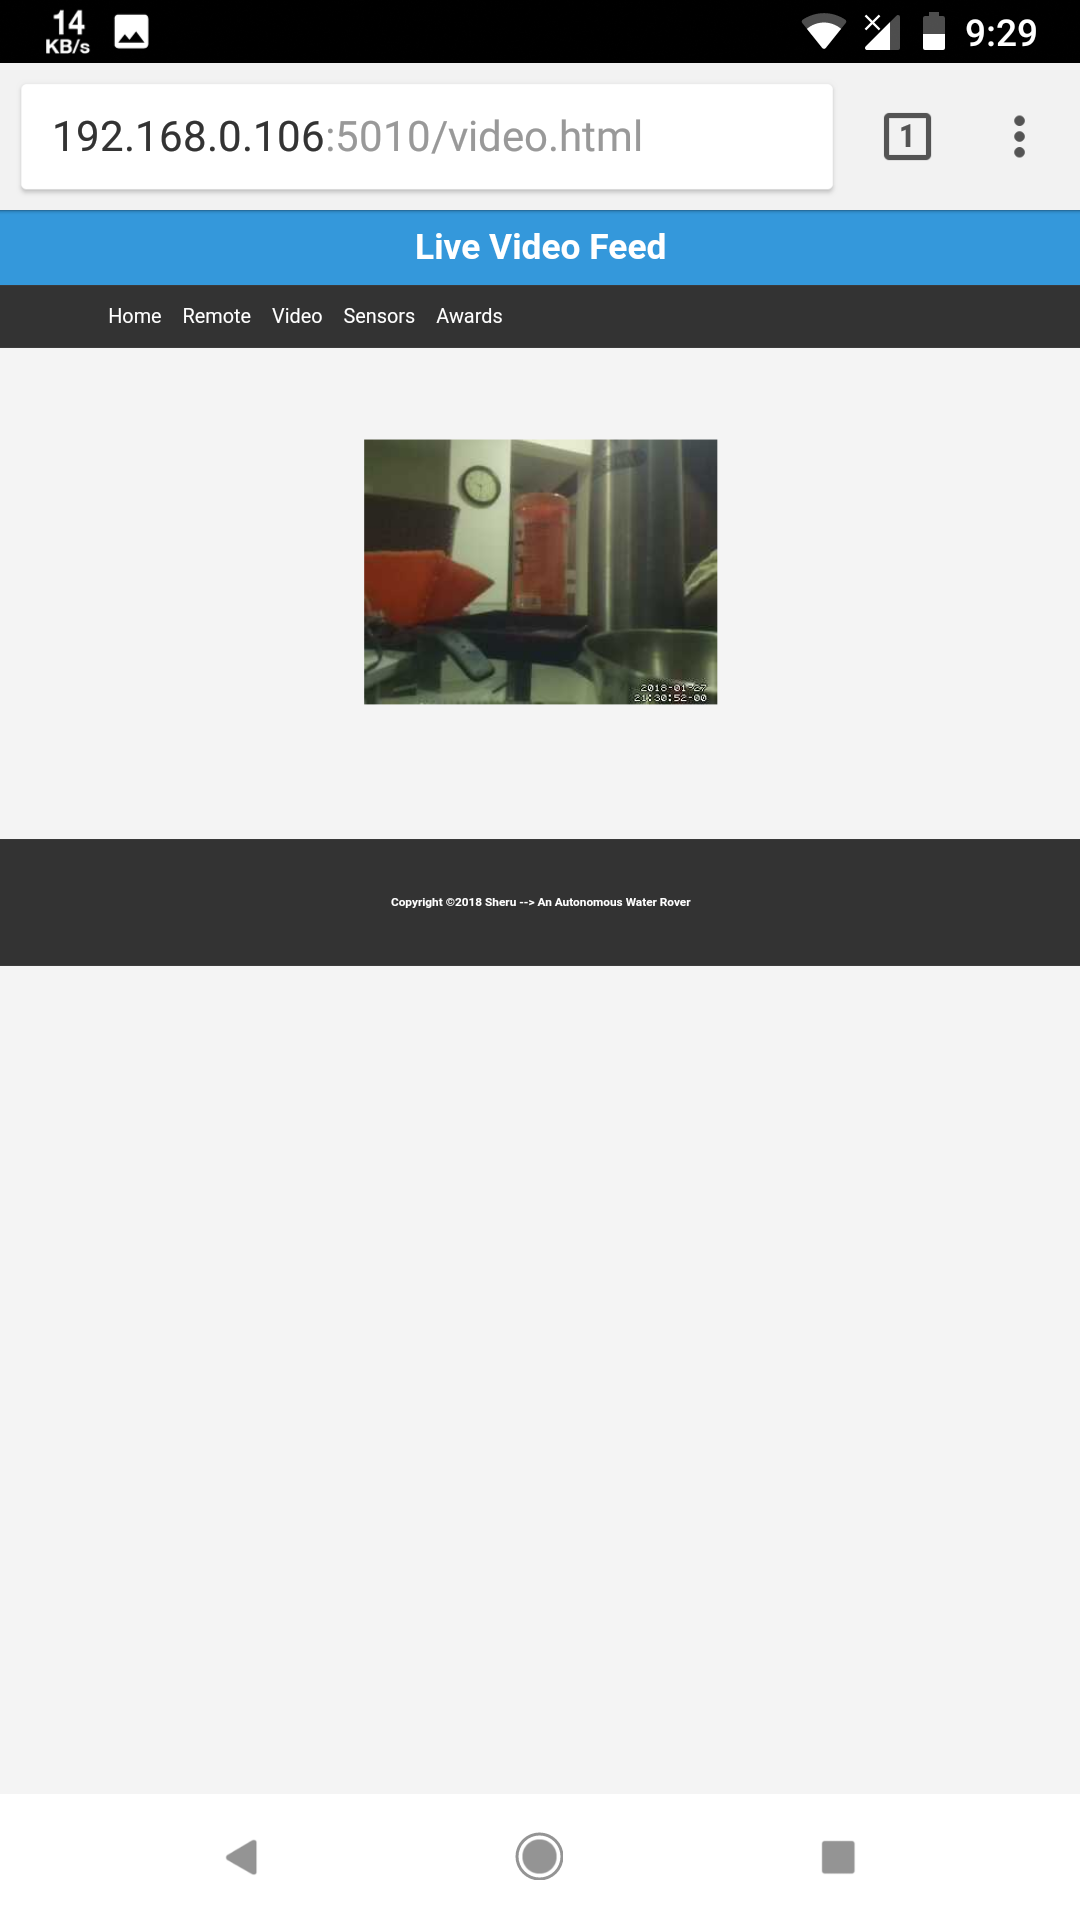 14
KB/s
9:29
192.168.0.106:5010/video.html
1
Live Video Feed
Home Remote Video Sensors Awards
2018-01-27
21:30:52-00
Copyright ©2018 Sheru --> An Autonomous Water Rover